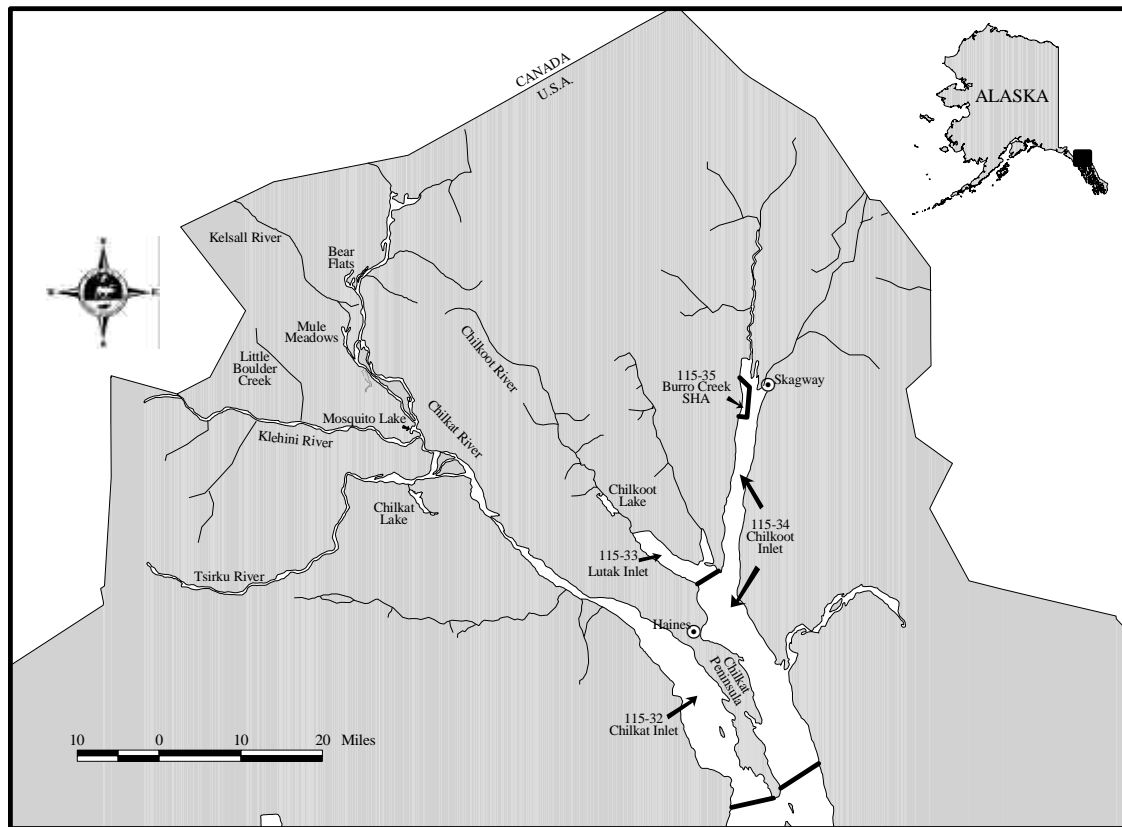 CANADA
U.S.A.
ALASKA
Kelsall River
Bear
Flats
Mule
Meadows
Little
Boulder
Creek
Chilkoot River
115-35
Burro Creek
SHA
Skagway
Mosquito Lake
Chilkat River
Klehini River
Chilkat
Lake
Chilkoot
Lake
115-34
Chilkoot
Inlet
115-33
Lutak Inlet
Tsirku River
Haines
Chilkat
Peninsula
115-32
Chilkat Inlet
10 0 10 20 Miles